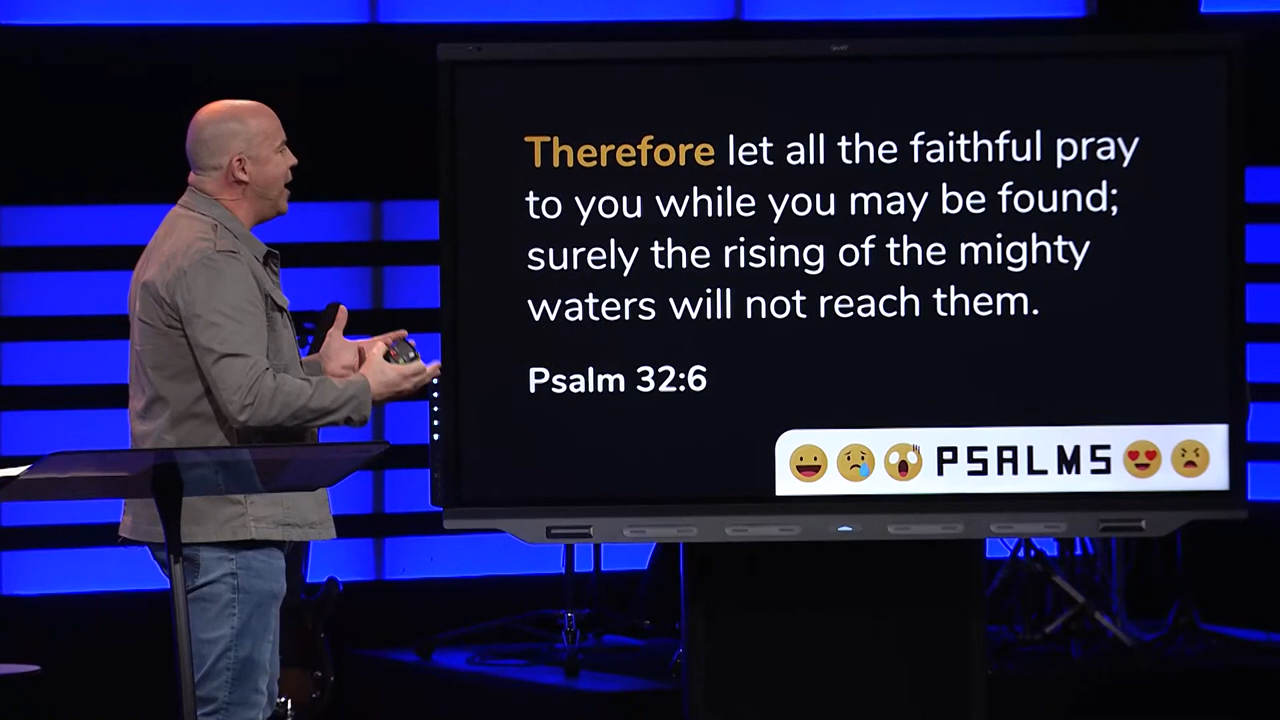 Therefore let all the faithful pray
to you while you may be found;
surely the rising of the mighty
waters will not reach them.
Psalm 32:6
PSALMS